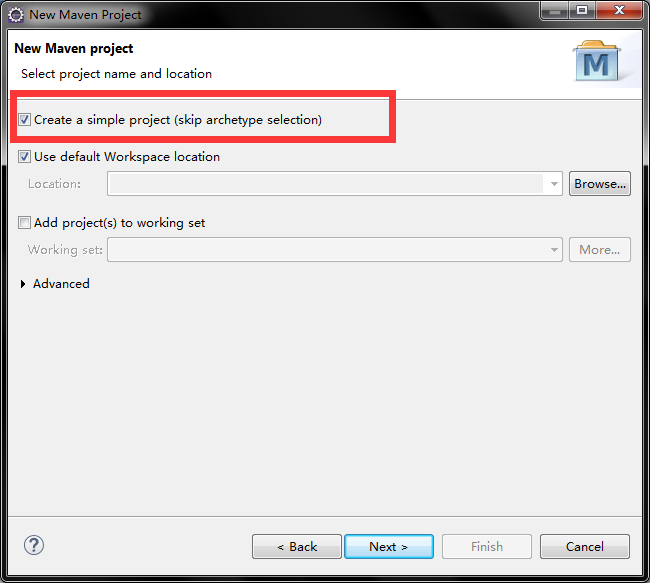 New Maven Project
New Maven project
Select project name and location
M
Create a simple project (skip archetype selection)
Use default Workspace location
Location:
Browse...
Add project(s) to working set
Working set:
More...
Advanced
?
< Back
Next >
Finish
Cancel